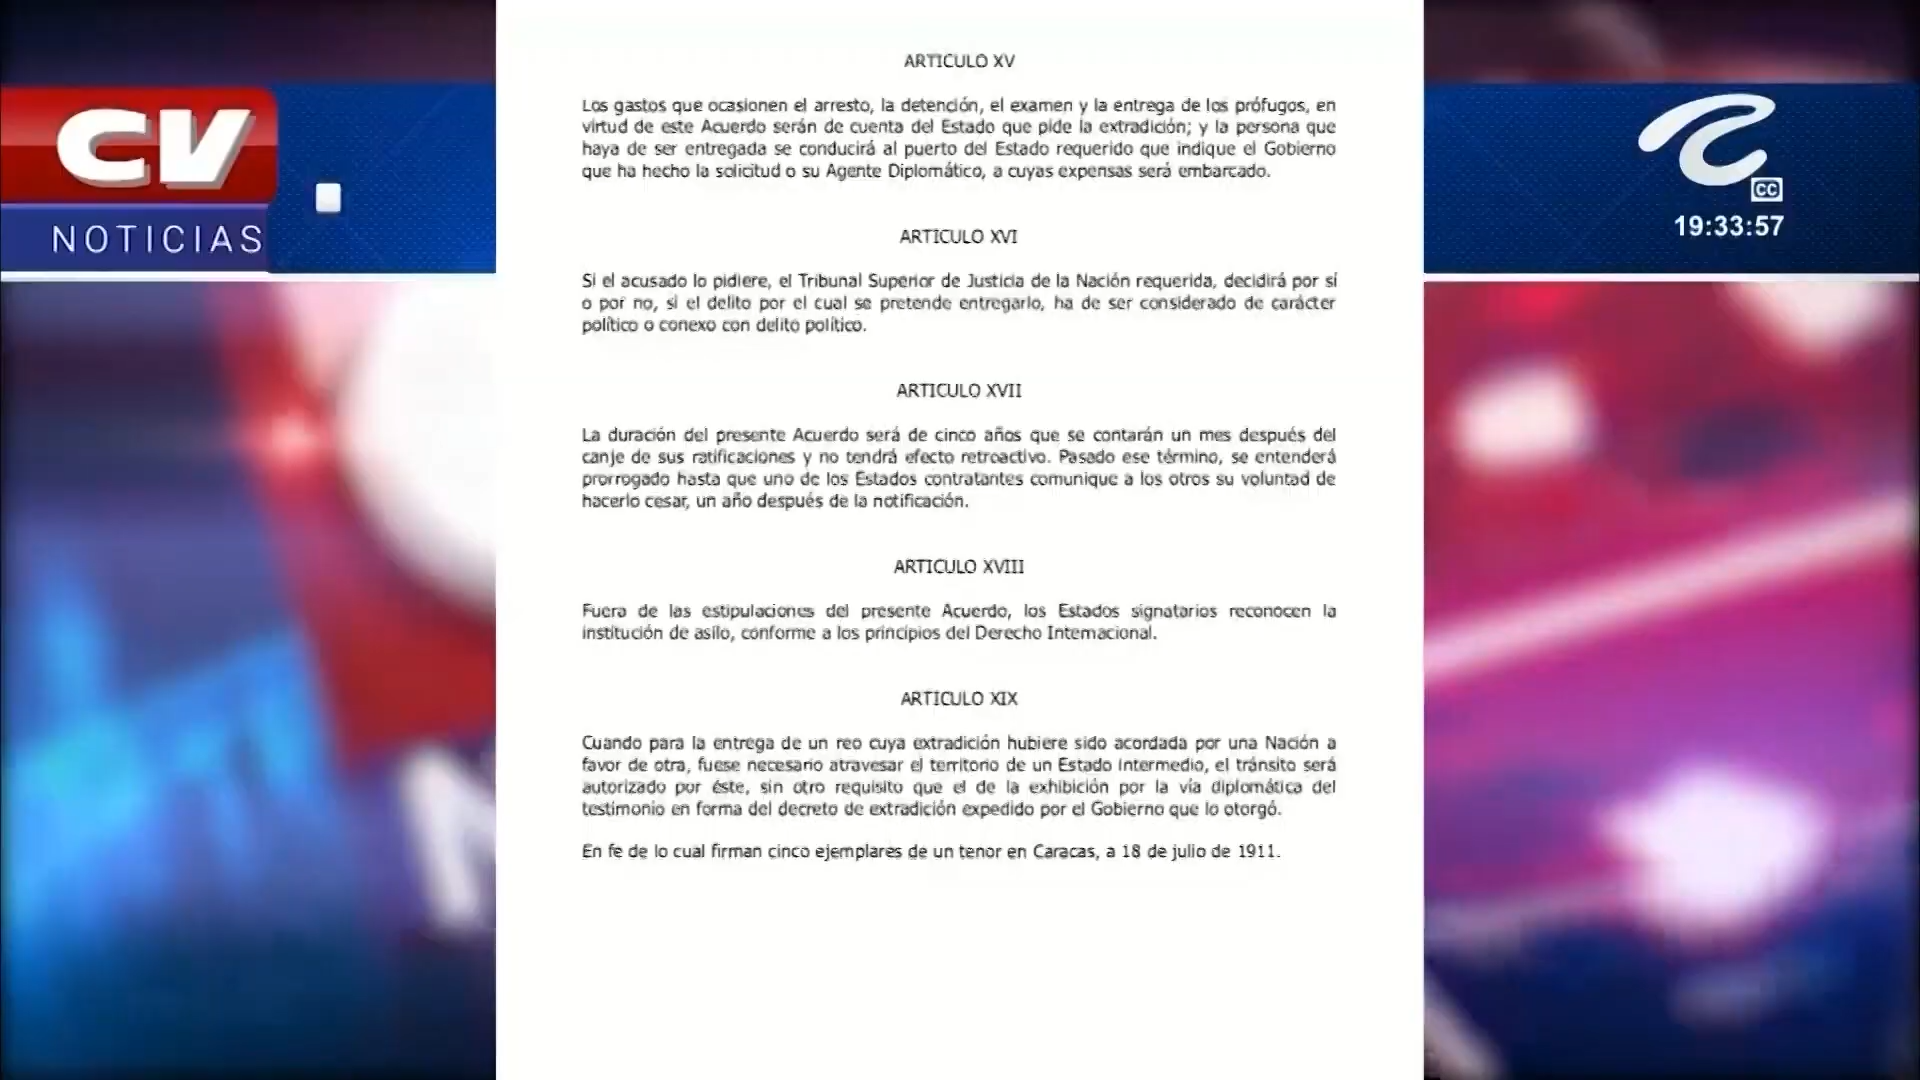 CV
NOTICIAS
CC
19:33:57
ARTICULO XV
Los gastos que ocasionen el arresto, la detención, el examen y la entrega de los prófugos, en
virtud de este Acuerdo serán de cuenta del Estado que pide la extradición; y la persona que
haya de ser entregada se conducirá al puerto del Estado requerido que indique el Gobierno
que ha hecho la solicitud o su Agente Diplomático, a cuyas expensas será embarcado.
ARTICULO XVI
Si el acusado lo pidiere, el Tribunal Superior de Justicia de la Nación requerida, decidirá por sí
o por no, si el delito por el cual se pretende entregarlo, ha de ser considerado de carácter
político o conexo con delito político.
ARTICULO XVII
La duración del presente Acuerdo será de cinco años que se contarán un mes después del
canje de sus ratificaciones y no tendrá efecto retroactivo. Pasado ese término, se entenderá
prorrogado hasta que uno de los Estados contratantes comunique a los otros su voluntad de
hacerlo cesar, un año después de la notificación.
ARTICULO XVIII
Fuera de las estipulaciones del presente Acuerdo, los Estados signatarios reconocen la
institución de asilo, conforme a los principios del Derecho Internacional.
ARTICULO XIX
Cuando para la entrega de un reo cuya extradición hubiere sido acordada por una Nación a
favor de otra, fuese necesario atravesar el territorio de un Estado Intermedio, el tránsito será
autorizado por éste, sin otro requisito que el de la exhibición por la vía diplomática del
testimonio en forma del decreto de extradición expedido por el Gobierno que lo otorgó.
En fe de lo cual firman cinco ejemplares de un tenor en Caracas, a 18 de julio de 1911.